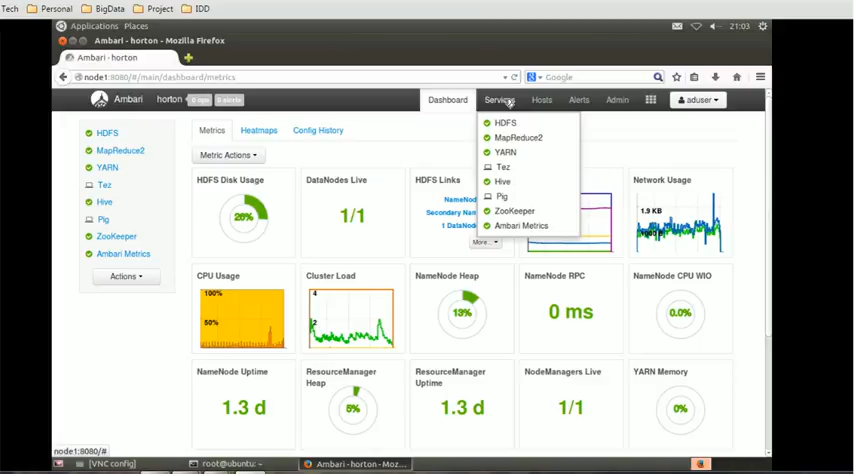 Tech Personal BigData Project IDD
Applications Places 21:03
Ambari - horton - Mozilla Firefox
Ambari - horton
node1:8080/#/main/dashboard/metrics
Google
Ambari horton 0 ops 0 alerts Dashboard Services Hosts Alerts Admin aduser
HDFS
MapReduce2
YARN
Tez
Hive
Pig
ZooKeeper
Ambari Metrics
Actions
Metrics Heatmaps Config History
Metric Actions
HDFS
MapReduce2
YARN
Tez
Hive
Pig
ZooKeeper
Ambari Metrics
HDFS Disk Usage
26%
DataNodes Live
1/1
HDFS Links
NameNode
Secondary Nam
1 DataNod
More...
Network Usage
1.9 KB
CPU Usage
100%
50%
Cluster Load
4
2
NameNode Heap
13%
NameNode RPC
0 ms
NameNode CPU WIO
0.0%
NameNode Uptime
1.3 d
ResourceManager
Heap
5%
ResourceManager
Uptime
1.3 d
NodeManagers Live
1/1
YARN Memory
0%
node1:8080/#
[VNC config] root@ubuntu: ~ Ambari - horton - Moz...